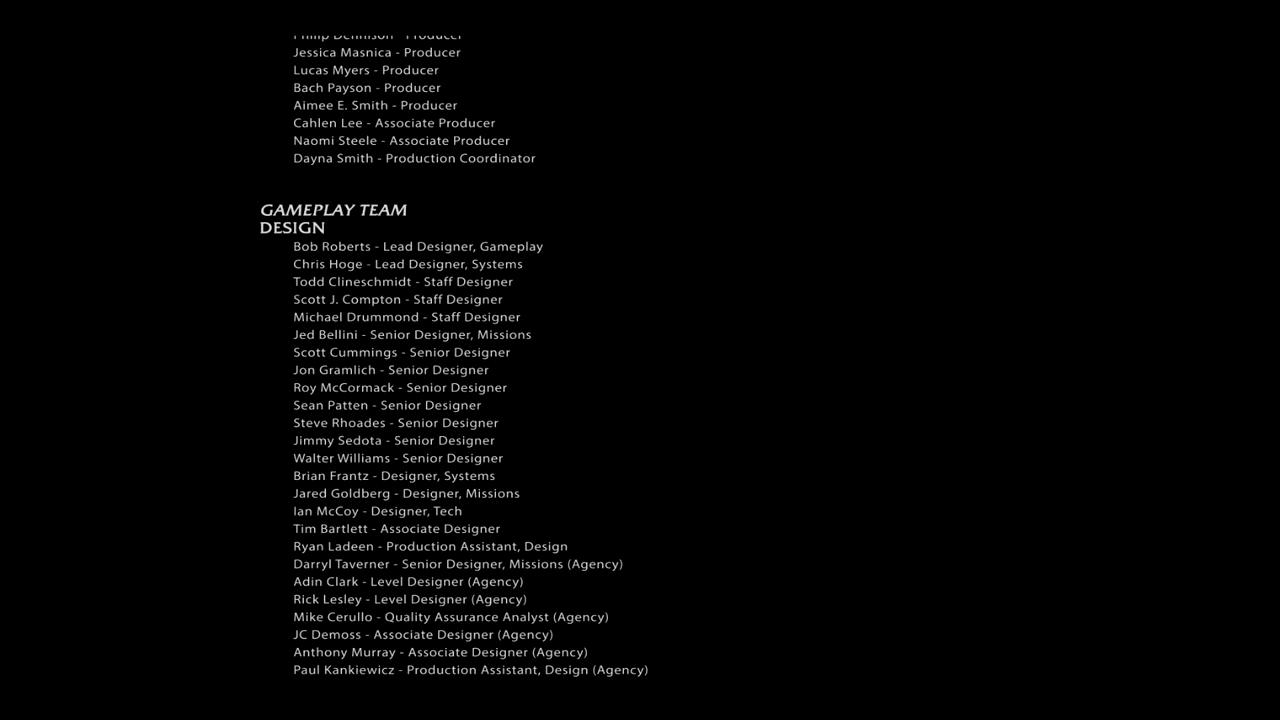 Philip Dennison - Producer
Jessica Masnica - Producer
Lucas Myers - Producer
Bach Payson - Producer
Aimee E. Smith - Producer
Cahlen Lee - Associate Producer
Naomi Steele - Associate Producer
Dayna Smith - Production Coordinator
GAMEPLAY TEAM
DESIGN
Bob Roberts - Lead Designer, Gameplay
Chris Hoge - Lead Designer, Systems
Todd Clineschmidt - Staff Designer
Scott J. Compton - Staff Designer
Michael Drummond - Staff Designer
Jed Bellini - Senior Designer, Missions
Scott Cummings - Senior Designer
Jon Gramlich - Senior Designer
Roy McCormack - Senior Designer
Sean Patten - Senior Designer
Steve Rhoades - Senior Designer
Jimmy Sedota - Senior Designer
Walter Williams - Senior Designer
Brian Frantz - Designer, Systems
Jared Goldberg - Designer, Missions
Ian McCoy - Designer, Tech
Tim Bartlett - Associate Designer
Ryan Ladeen - Production Assistant, Design
Darryl Taverner - Senior Designer, Missions (Agency)
Adin Clark - Level Designer (Agency)
Rick Lesley - Level Designer (Agency)
Mike Cerullo - Quality Assurance Analyst (Agency)
JC Demoss - Associate Designer (Agency)
Anthony Murray - Associate Designer (Agency)
Paul Kankiewicz - Production Assistant, Design (Agency)